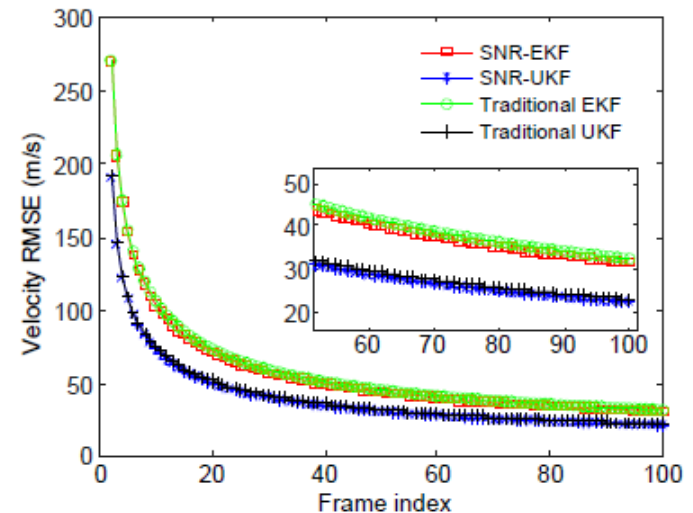 300
250
200
150
100
50
0
Velocity RMSE (m/s)
SNR-EKF
SNR-UKF
Traditional EKF
Traditional UKF
50
40
30
20
60 70 80 90 100
0 20 40 60 80 100
Frame index